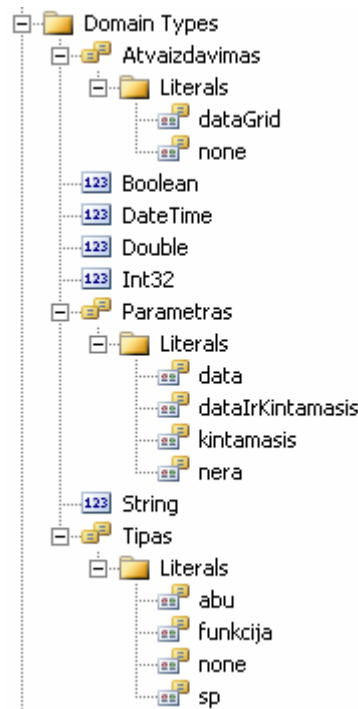 Domain Types
Atvaizdavimas
Literals
dataGrid
none
123 Boolean
123 DateTime
123 Double
123 Int32
Parametras
Literals
data
dataIrKintamasis
kintamasis
nera
123 String
Tipas
Literals
abu
funkcija
none
sp